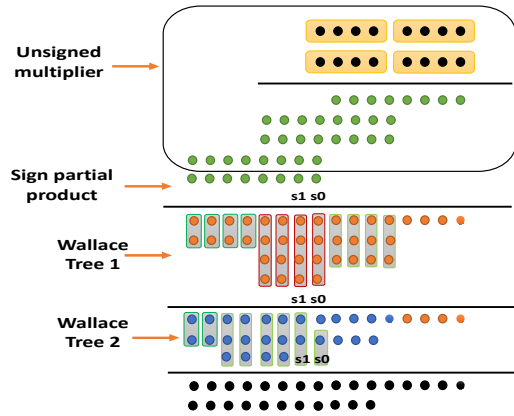 Unsigned
multiplier
Sign partial
product
s1 s0
Wallace
Tree 1
s1 s0
Wallace
Tree 2
s1 s0